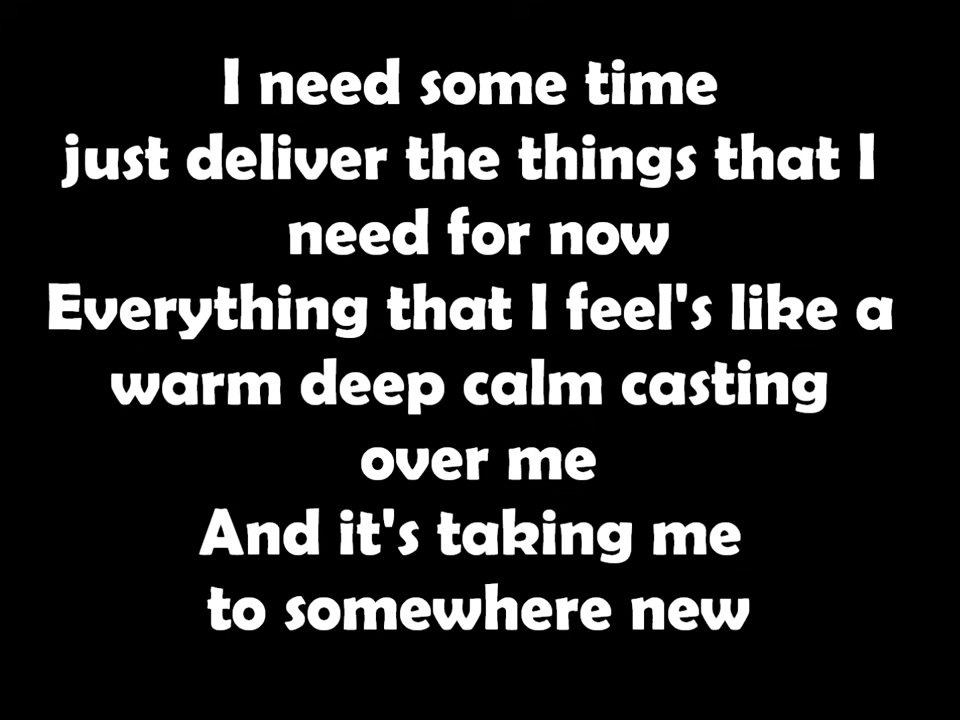 I need some time
just deliver the things that I
need for now
Everything that I feel's like a
warm deep calm casting
over me
And it's taking me
to somewhere new